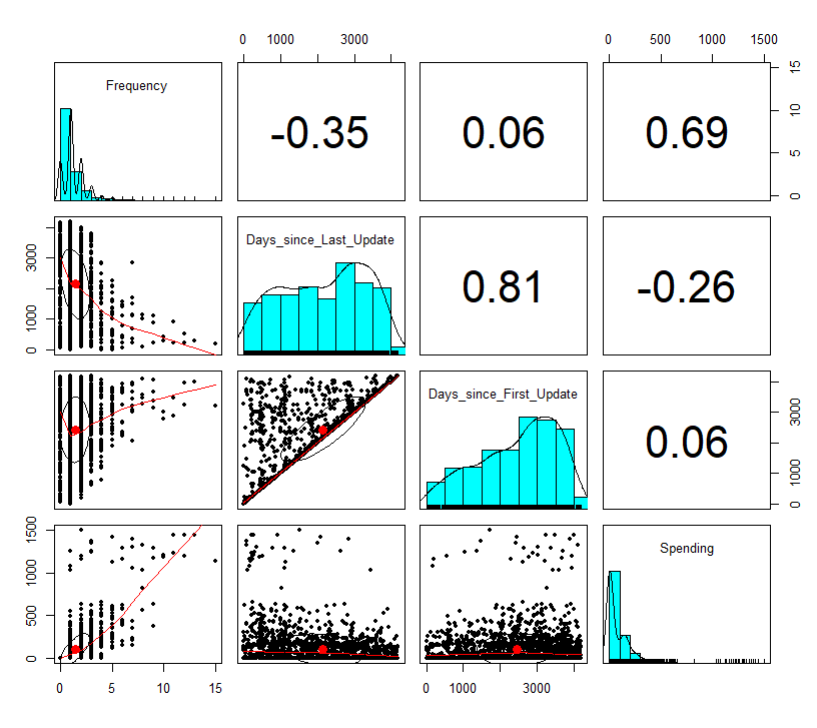 0 1000 3000
0 500 1000 1500
Frequency
-0.35
0.06
0.69
0 5 10 15
0 1000 3000
Days_since_Last_Update
0.81
-0.26
Days_since_First_Update
0.06
0 1000 3000
0 500 1000 1500
Spending
0 5 10 15
0 1000 3000